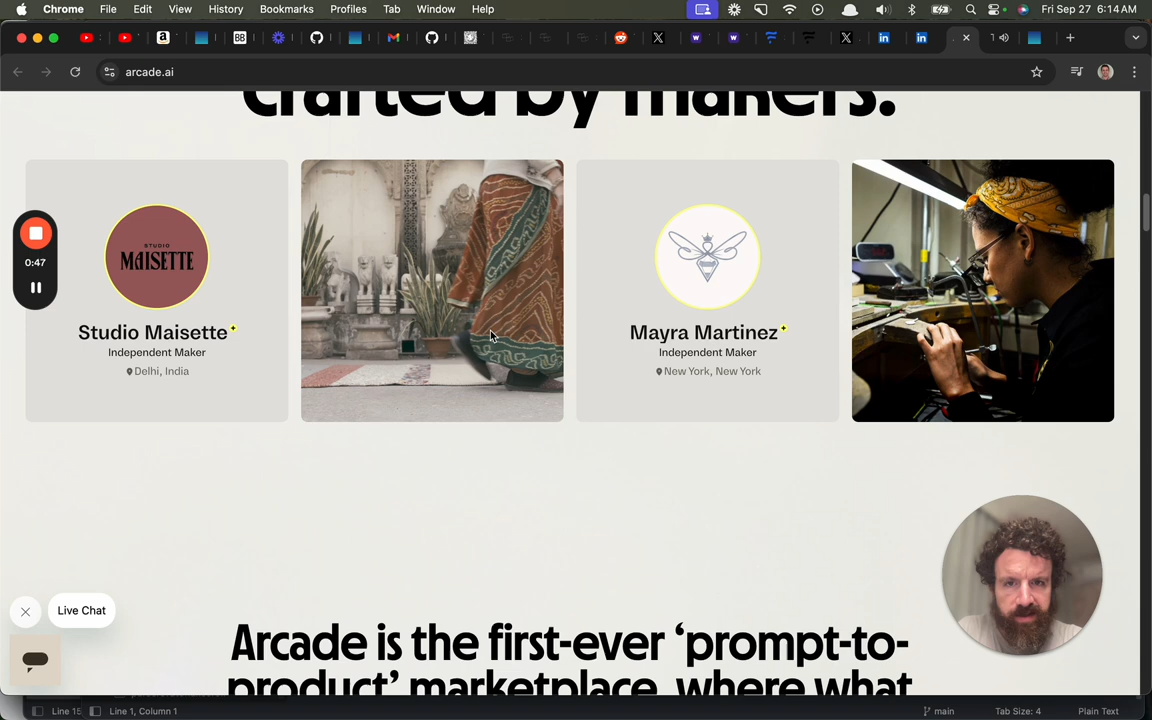 Chrome File Edit View History Bookmarks Profiles Tab Window Help Fri Sep 27 6:14 AM
arcade.ai
crafted by makers.
STUDIO
MAISETTE
Studio Maisette
Independent Maker
Delhi, India
Mayra Martinez
Independent Maker
New York, New York
0:47
Arcade is the first-ever ‘prompt-to-
product’ marketplace, where what
Live Chat
Line 15 Line 1, Column 1 main Tab Size: 4 Plain Text